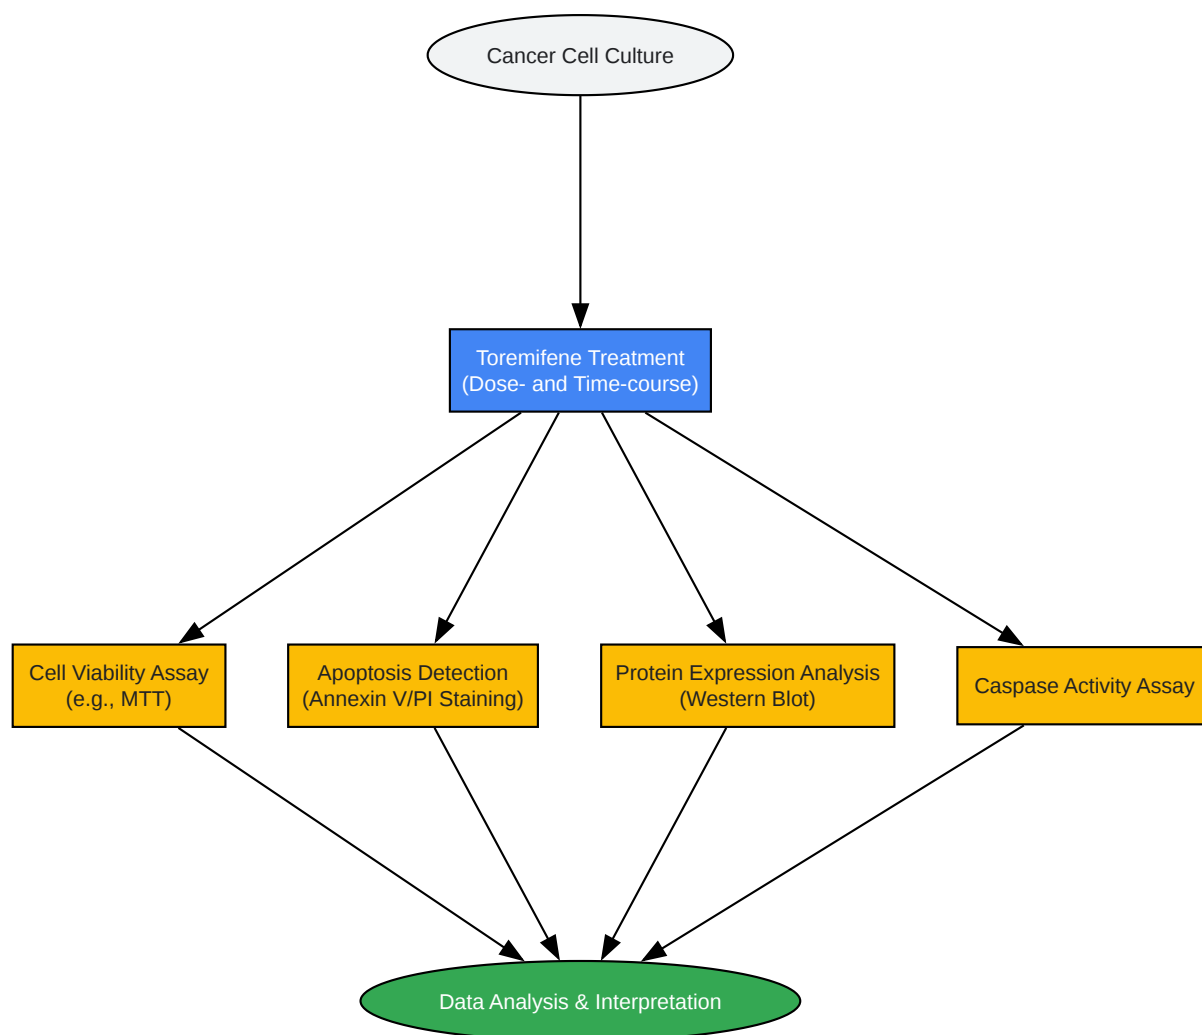 Cancer Cell Culture
Toremifene Treatment
(Dose- and Time-course)
Cell Viability Assay
(e.g., MTT)
Apoptosis Detection
(Annexin V/PI Staining)
Protein Expression Analysis
(Western Blot)
Caspase Activity Assay
Data Analysis & Interpretation